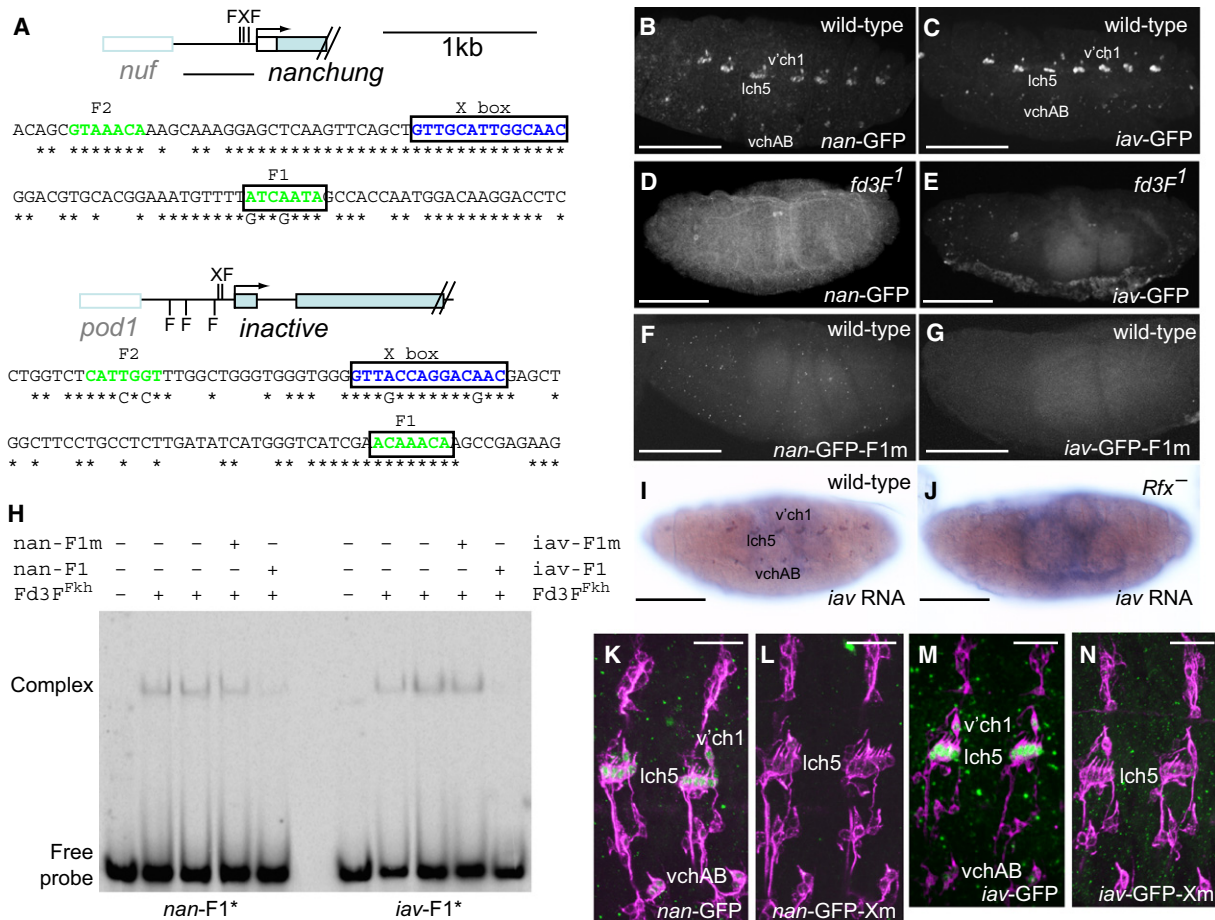 A
FXF
1kb
nuf
nanchung
F2
X box
ACAGCGTAAACAAAGCAAAGGAGCTCAAGTTCAGCTGTTGCATTGGCAAC
F1
GGACGTGCACGGAAATGTTTTATCAATAGCCACCAATGGACAAGGACCTC
G G
XF
F F F
pod1
inactive
F2
X box
CTGGTCTCATTGGTTTGGCTGGGTGGGTGGGGTTACCAGGACAACGAGCT
C*C
G G
F1
GGCTTCCTGCCTCTTGATATCATGGGTCATCGAACAAACAAGCCGAGAAG
B
wild-type
v'ch1
lch5
vchAB
nan-GFP
C
wild-type
v'ch1
lch5
vchAB
iav-GFP
D
fd3F1
nan-GFP
E
fd3F1
iav-GFP
F
wild-type
nan-GFP-F1m
G
wild-type
iav-GFP-F1m
H
nan-F1m – – – + – – – – + – iav-F1m
nan-F1 – – – – + – – – – + iav-F1
Fd3FFkh – + + + + – + + + + Fd3FFkh
Complex
Free
probe
nan-F1*
iav-F1*
I
wild-type
v'ch1
lch5
vchAB
iav RNA
J
Rfx–
iav RNA
K
v'ch1
lch5
vchAB
nan-GFP
L
lch5
nan-GFP-Xm
M
v'ch1
lch5
vchAB
iav-GFP
N
lch5
iav-GFP-Xm